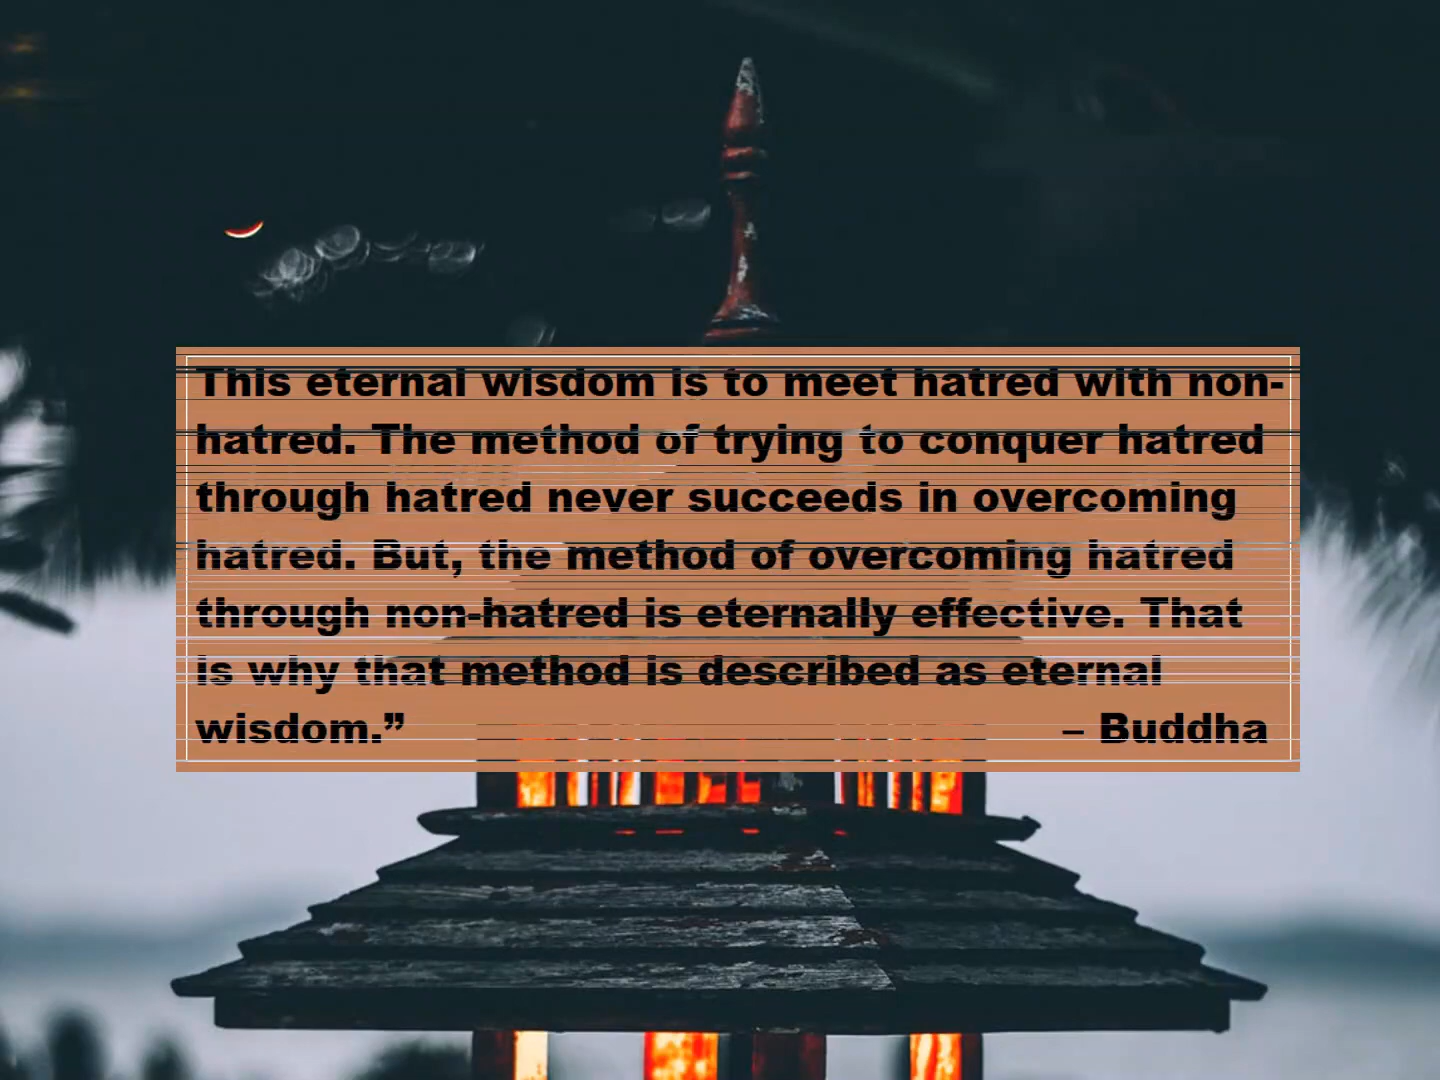 This eternal wisdom is to meet hatred with non-
hatred. The method of trying to conquer hatred
through hatred never succeeds in overcoming
hatred. But, the method of overcoming hatred
through non-hatred is eternally effective. That
is why that method is described as eternal
wisdom.” – Buddha